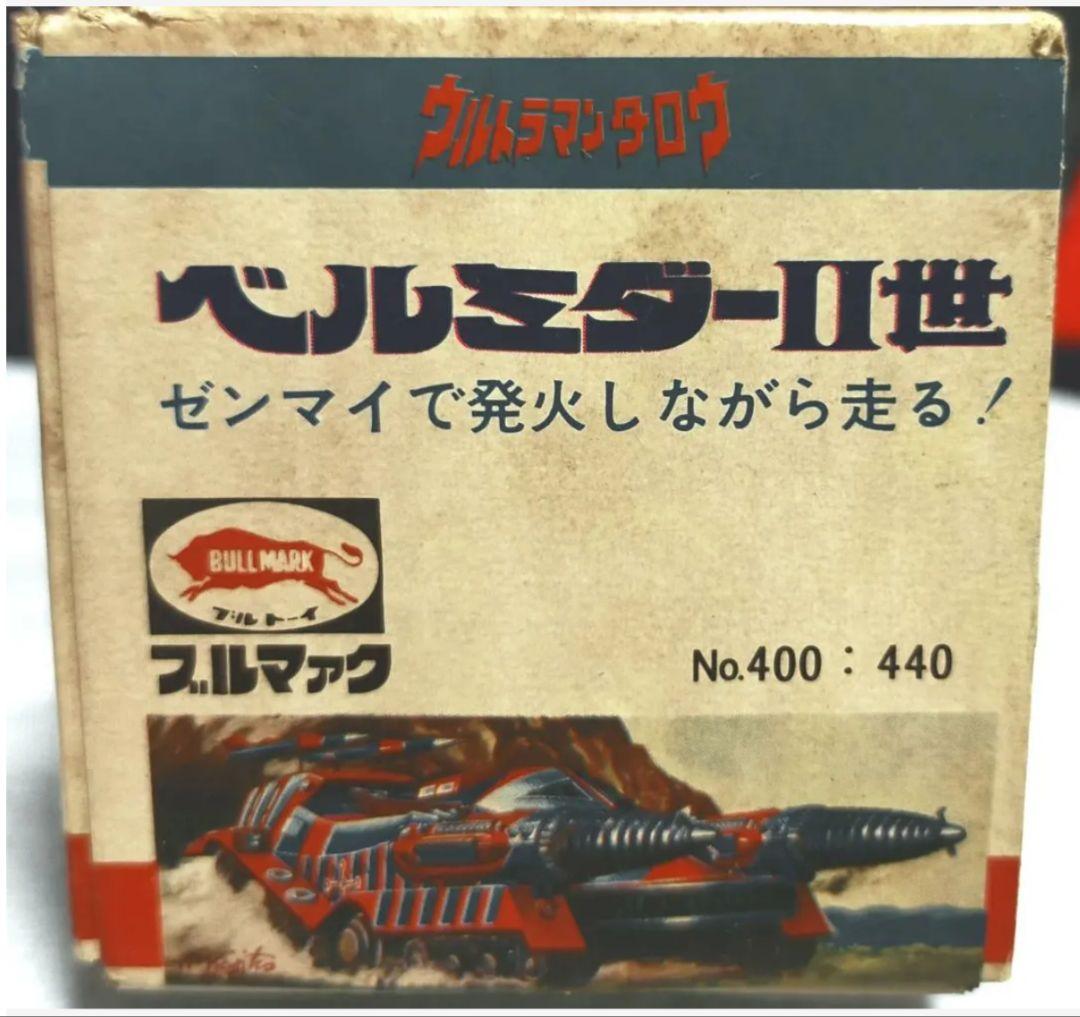 ウルトラマンタロウ
ベルミダーII世
ゼンマイで発火しながら走る!
BULLMARK
ブルトーイ
ブルマァク
No.400:440